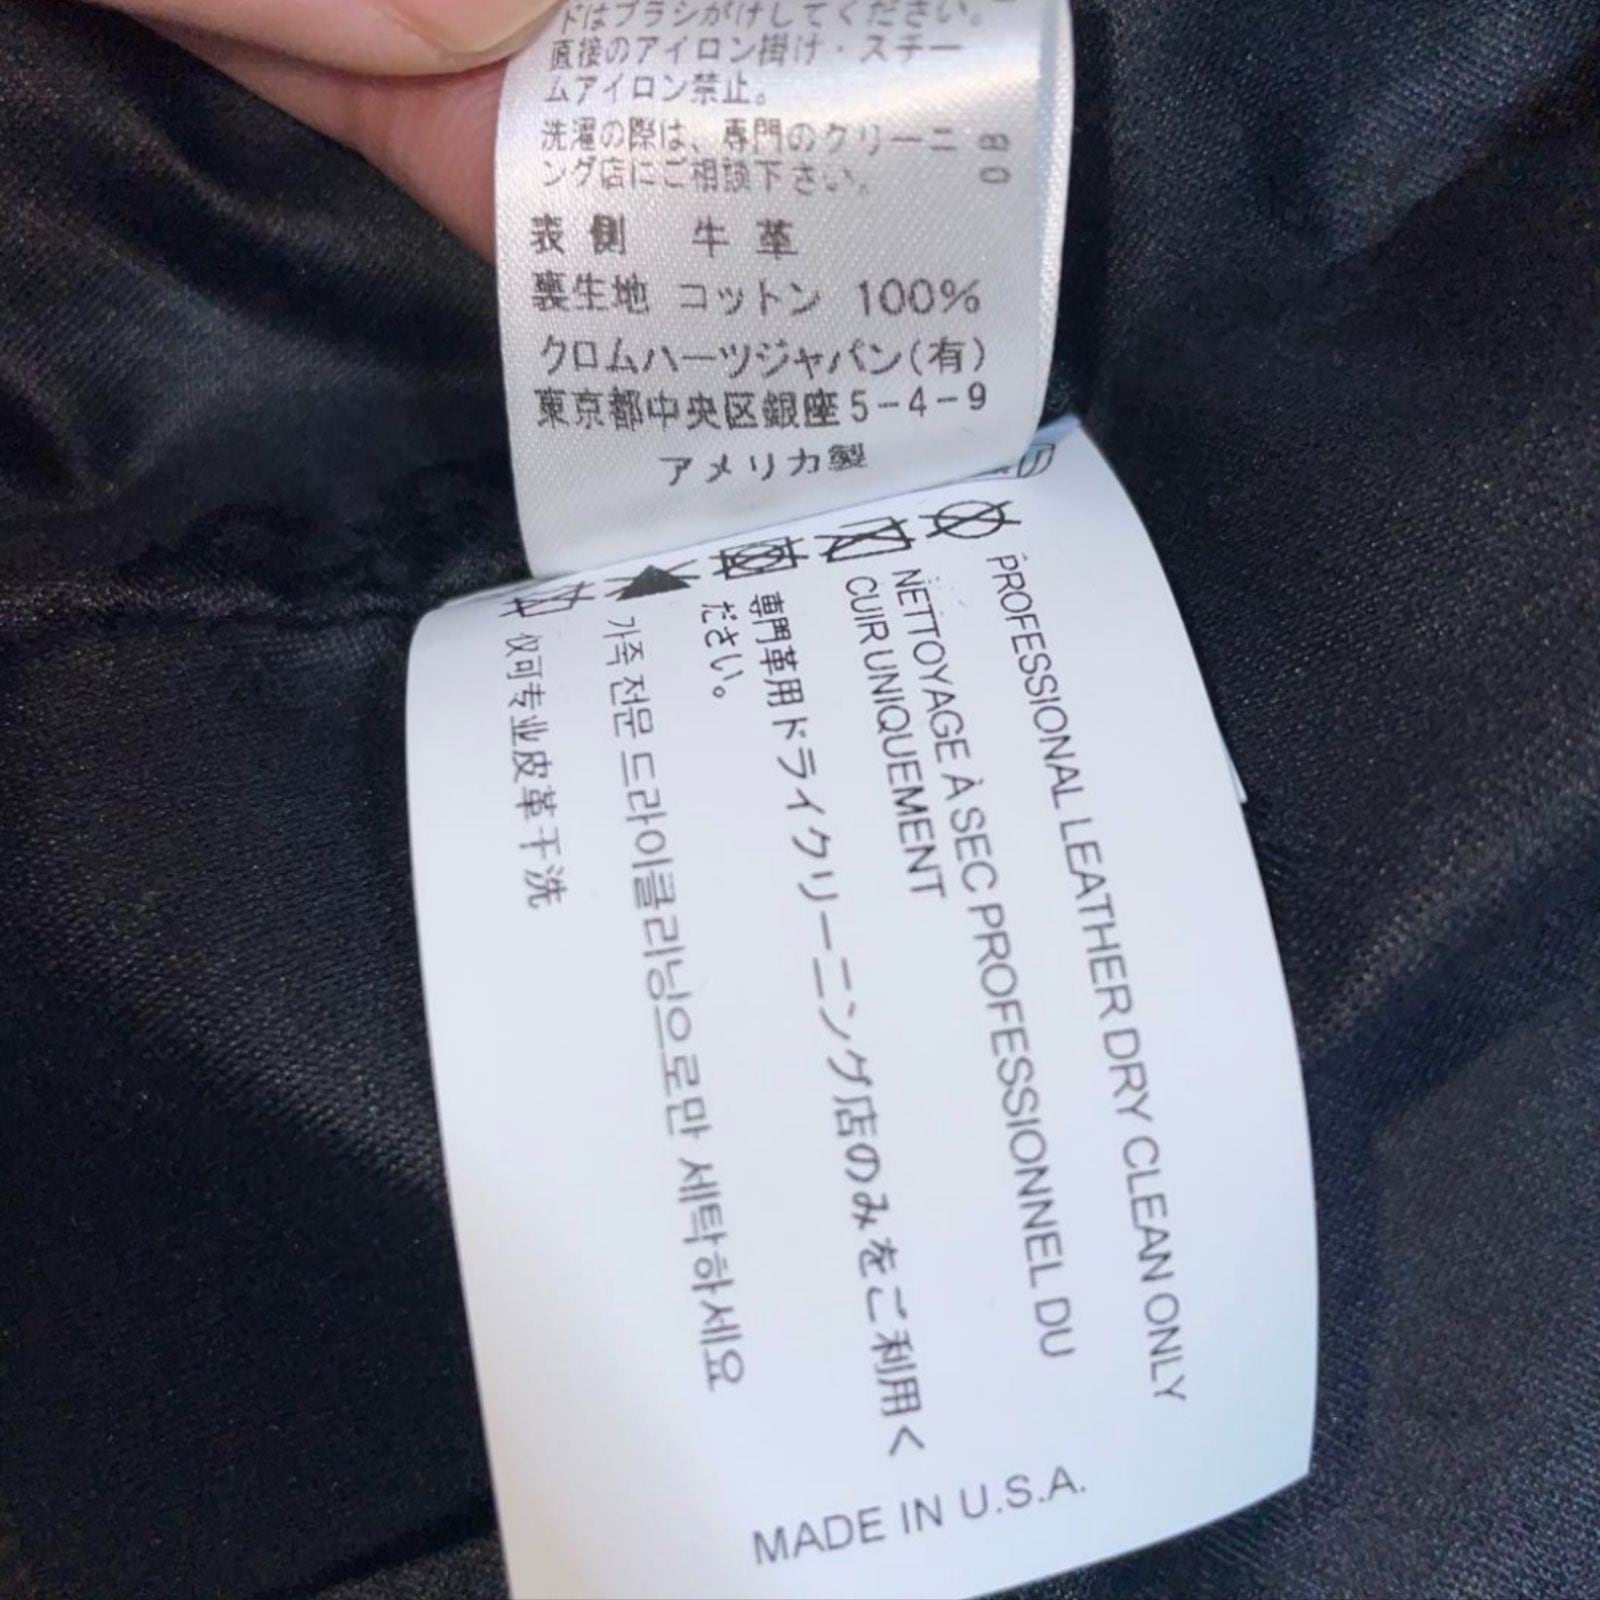 ドはブラシがけしてください。
直接のアイロン掛け・スチー
ムアイロン禁止。
洗濯の際は、専門のクリーニ
ング店にご相談下さい。
80
表側 牛革
裏生地 コットン 100%
クロムハーツジャパン(有)
東京都中央区銀座5-4-9
アメリカ製
PROFESSIONAL LEATHER DRY CLEAN ONLY
NETTOYAGE À SEC PROFESSIONNEL DU
CUIR UNIQUEMENT
専門革用ドライクリーニング店のみをご利用く
ださい。
가죽 전문 드라이클리닝으로만 세탁하세요
仅可专业皮革干洗
MADE IN U.S.A.